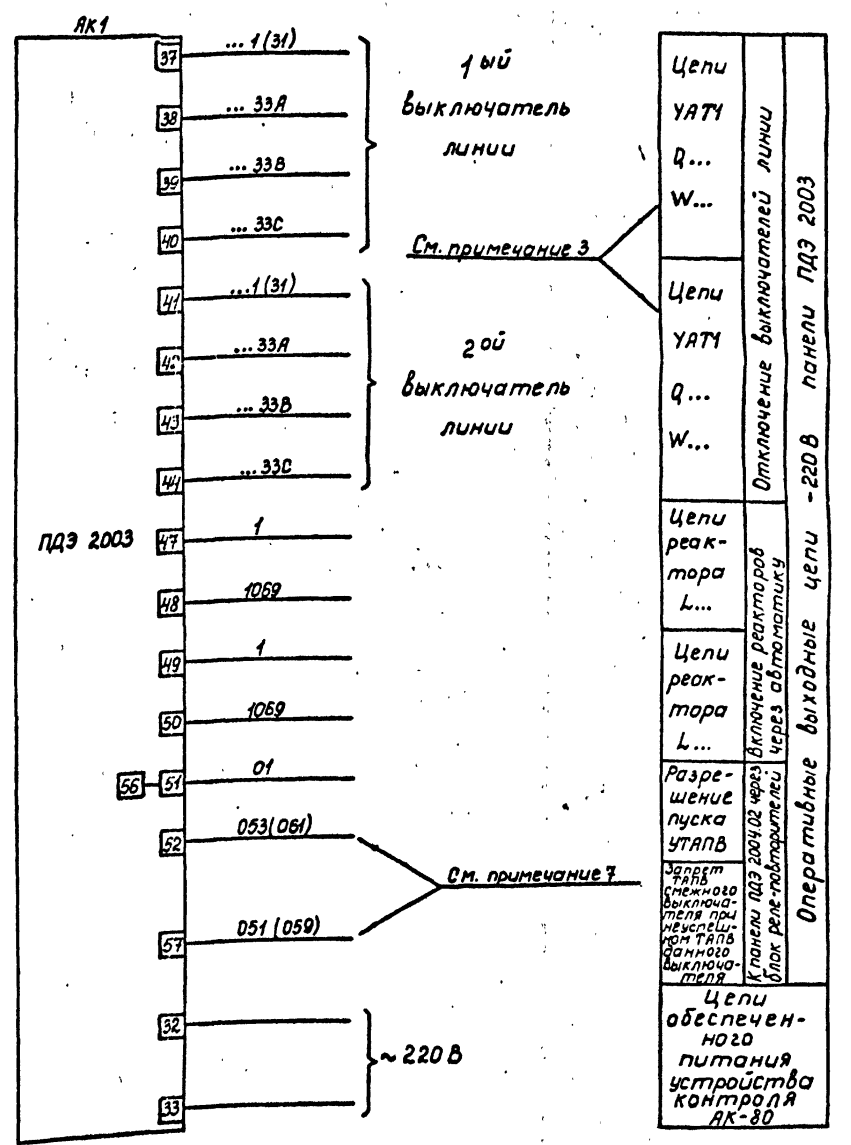 АК1
37 ...1(31)
38 ...33А
39 ...33В
40 ...33С
1ый
выключатель
линии
См. примечание 3
41 ...1(31)
42 ...33А
43 ...33В
44 ...33С
2ой
выключатель
линии
ПДЭ 2003
47 1
48 1069
49 1
50 1069
56 51 01
52 053(061)
57 051(059)
См. примечание 7
32
33
~220В
Цепи
YAT1
Q...
W...
Цепи
YAT1
Q...
W...
Отключение выключателей линии
Цепи
реак-
тора
L...
Цепи
реак-
тора
L...
Включение реакторов
через автоматику
Разре-
шение
пуска
УТАПВ
Запрет
ТАПВ
смежного
выключа-
теля при
неуспеш-
ном ТАПВ
данного
выключа-
теля
К панели ПДЭ 2004.02 через
блок реле-повторителей
Оперативные выходные цепи -220В панели ПДЭ 2003
Цепи
обеспечен-
ного
питания
устройства
контроля
АК-80